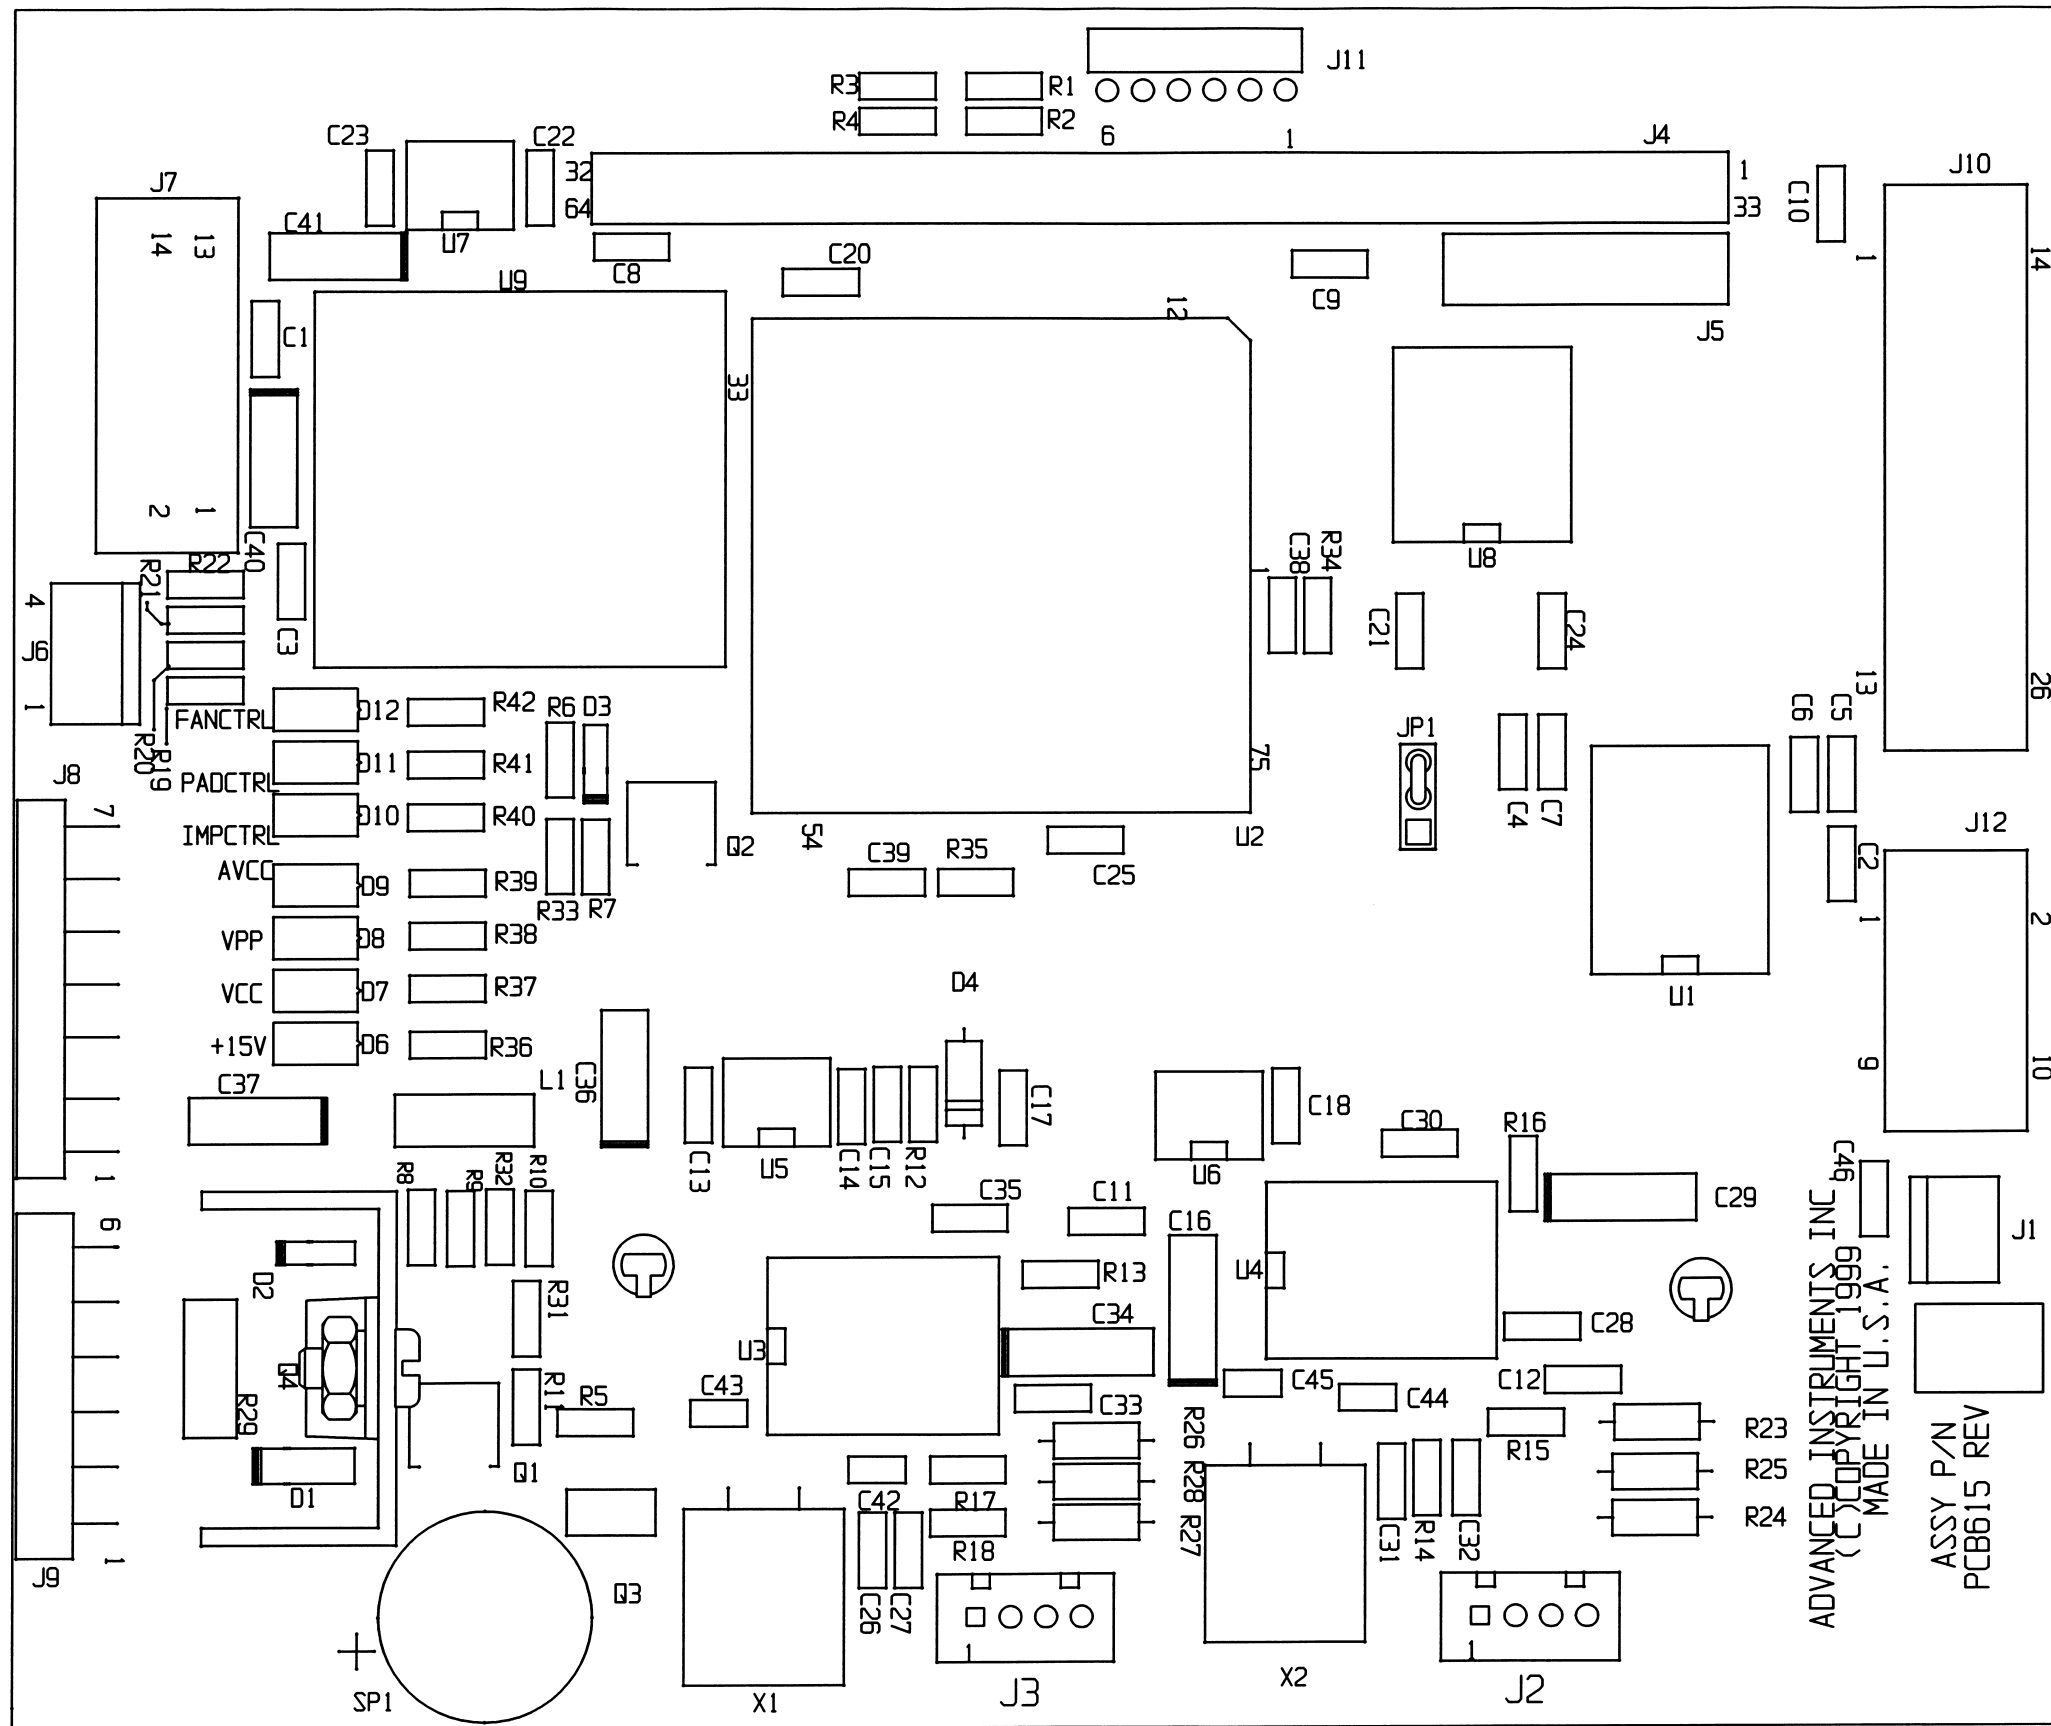 J11
R3
R1
R4
R2
6
1
C23
C22
J4
32
1
64
33
J7
J10
C10
14
13
C41
U7
C8
C20
C9
1
14
U9
12
J5
C1
33
2
1
C40
R21
R22
C38
R34
U8
4
J6
1
C3
1
C21
C24
13
26
FANCTRL
D12
R42
R6
D3
JP1
C6
C5
R20
R19
PADCTRL
D11
R41
75
J8
7
IMPCTRL
D10
R40
Q2
54
U2
C4
C7
J12
AVCC
D9
R39
R33
R7
C39
R35
C25
C2
1
2
VPP
D8
R38
VCC
D7
R37
D4
U1
+15V
D6
R36
9
10
C37
L1
C36
C17
C18
C30
R16
1
R8
R9
R32
R10
C13
U5
C14
C15
R12
U6
C46
6
C35
C11
C16
C29
J1
D2
R31
R13
U4
C34
U3
C28
Q4
R29
R11
R5
C43
C33
C45
C44
C12
D1
Q1
R26
R15
R23
C42
R17
R28
R25
R18
R27
C31
R14
C32
R24
1
J9
Q3
C26
C27
1
1
SP1
X1
J3
X2
J2
ADVANCED INSTRUMENTS INC
(C)COPYRIGHT 1999
MADE IN U.S.A.
ASSY P/N
PCB615 REV